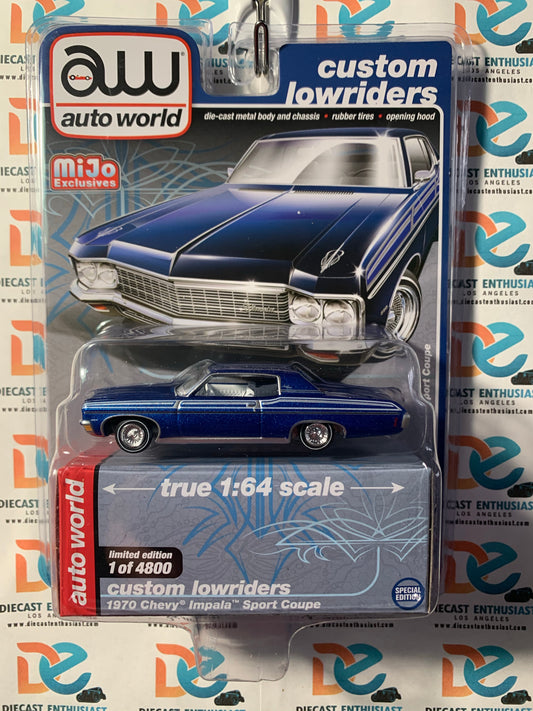 aw
auto world
custom
lowriders
die-cast metal body and chassis • rubber tires • opening hood
MiJo
Exclusives
Sport Coupe
true 1:64 scale
auto world
limited edition
1 of 4800
custom lowriders
1970 Chevy® Impala™ Sport Coupe
SPECIAL
EDITION
DE
DIECAST ENTHUSIAST
LOS ANGELES
www.diecastenthusiast.com